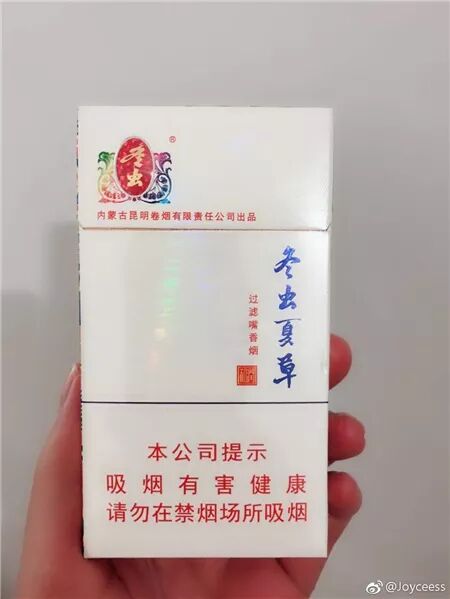 冬虫
®
内蒙古昆明卷烟有限责任公司出品
冬虫夏草
过滤嘴香烟
本公司提示
吸烟有害健康
请勿在禁烟场所吸烟
@Joyceess